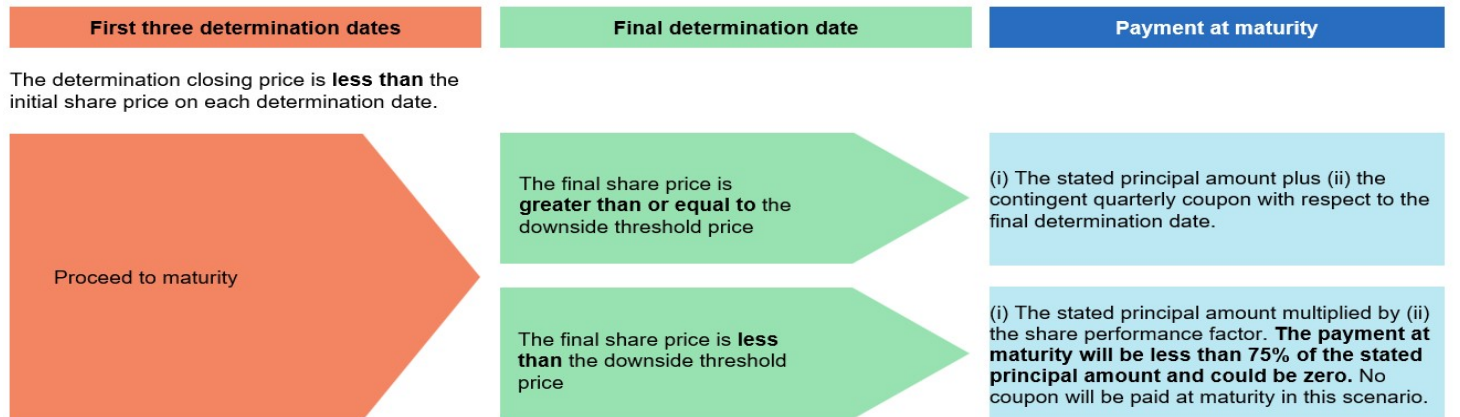 First three determination dates
Final determination date
Payment at maturity
The determination closing price is less than the
initial share price on each determination date.
Proceed to maturity
The final share price is
greater than or equal to the
downside threshold price
(i) The stated principal amount plus (ii) the
contingent quarterly coupon with respect to the
final determination date.
The final share price is less
than the downside threshold
price
(i) The stated principal amount multiplied by (ii)
the share performance factor. The payment at
maturity will be less than 75% of the stated
principal amount and could be zero. No
coupon will be paid at maturity in this scenario.